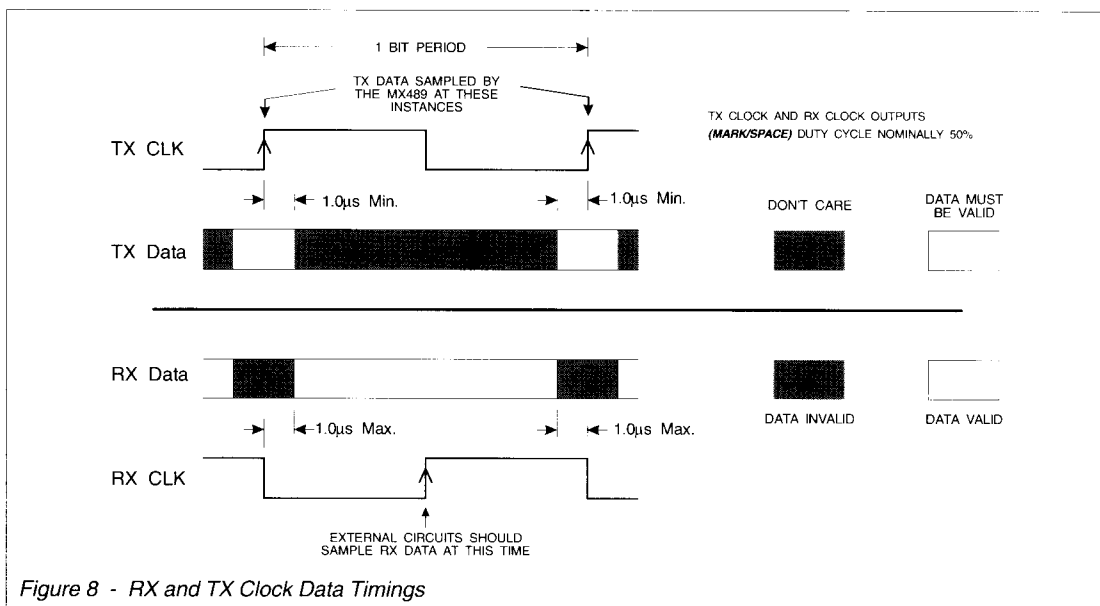 1 BIT PERIOD
TX DATA SAMPLED BY
THE MX489 AT THESE
INSTANCES
TX CLOCK AND RX CLOCK OUTPUTS
(MARK/SPACE) DUTY CYCLE NOMINALLY 50%
TX CLK
1.0µs Min.
1.0µs Min.
DON'T CARE
DATA MUST
BE VALID
TX Data
RX Data
DATA INVALID
DATA VALID
1.0µs Max.
1.0µs Max.
RX CLK
EXTERNAL CIRCUITS SHOULD
SAMPLE RX DATA AT THIS TIME
Figure 8 - RX and TX Clock Data Timings